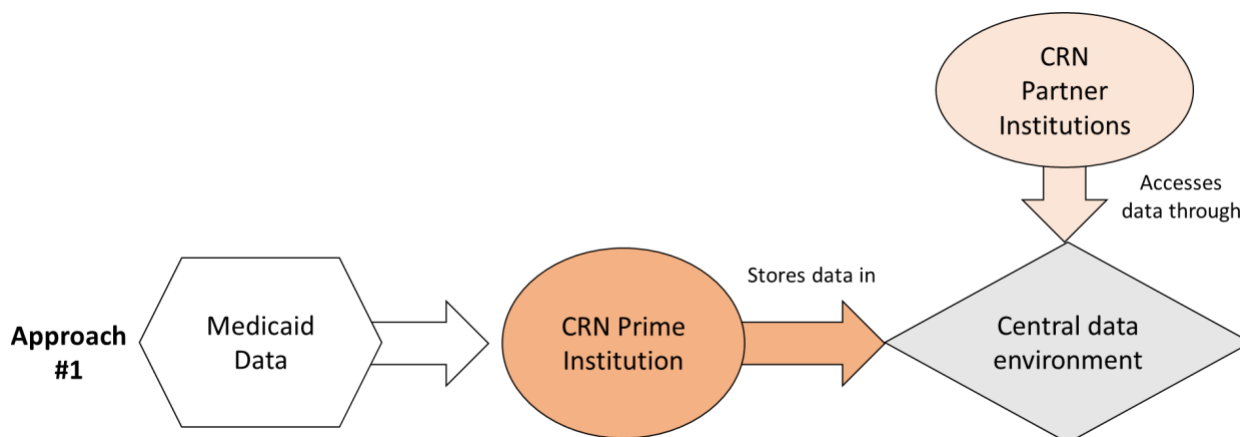 CRN
Partner
Institutions
Accesses
data through
Stores data in
Approach
#1
Medicaid
Data
CRN Prime
Institution
Central data
environment